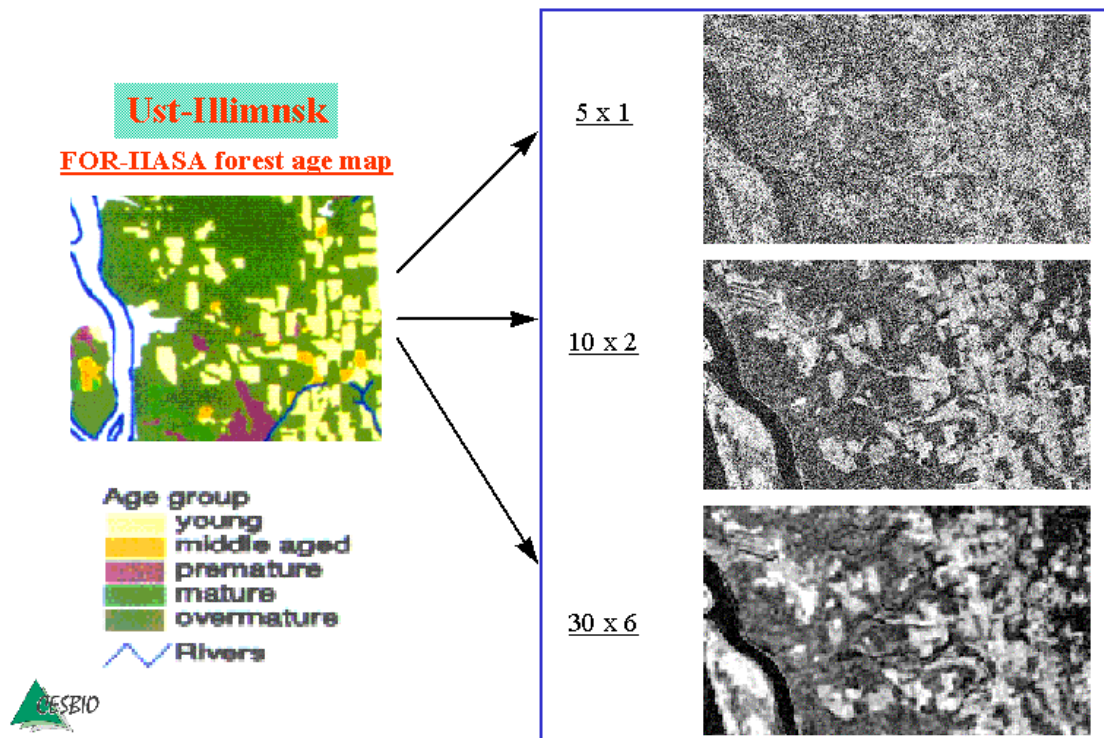 Ust-Illimnsk
FOR-IIASA forest age map
Age group
young
middle aged
premature
mature
overmature
Rivers
CESBIO
5 x 1
10 x 2
30 x 6